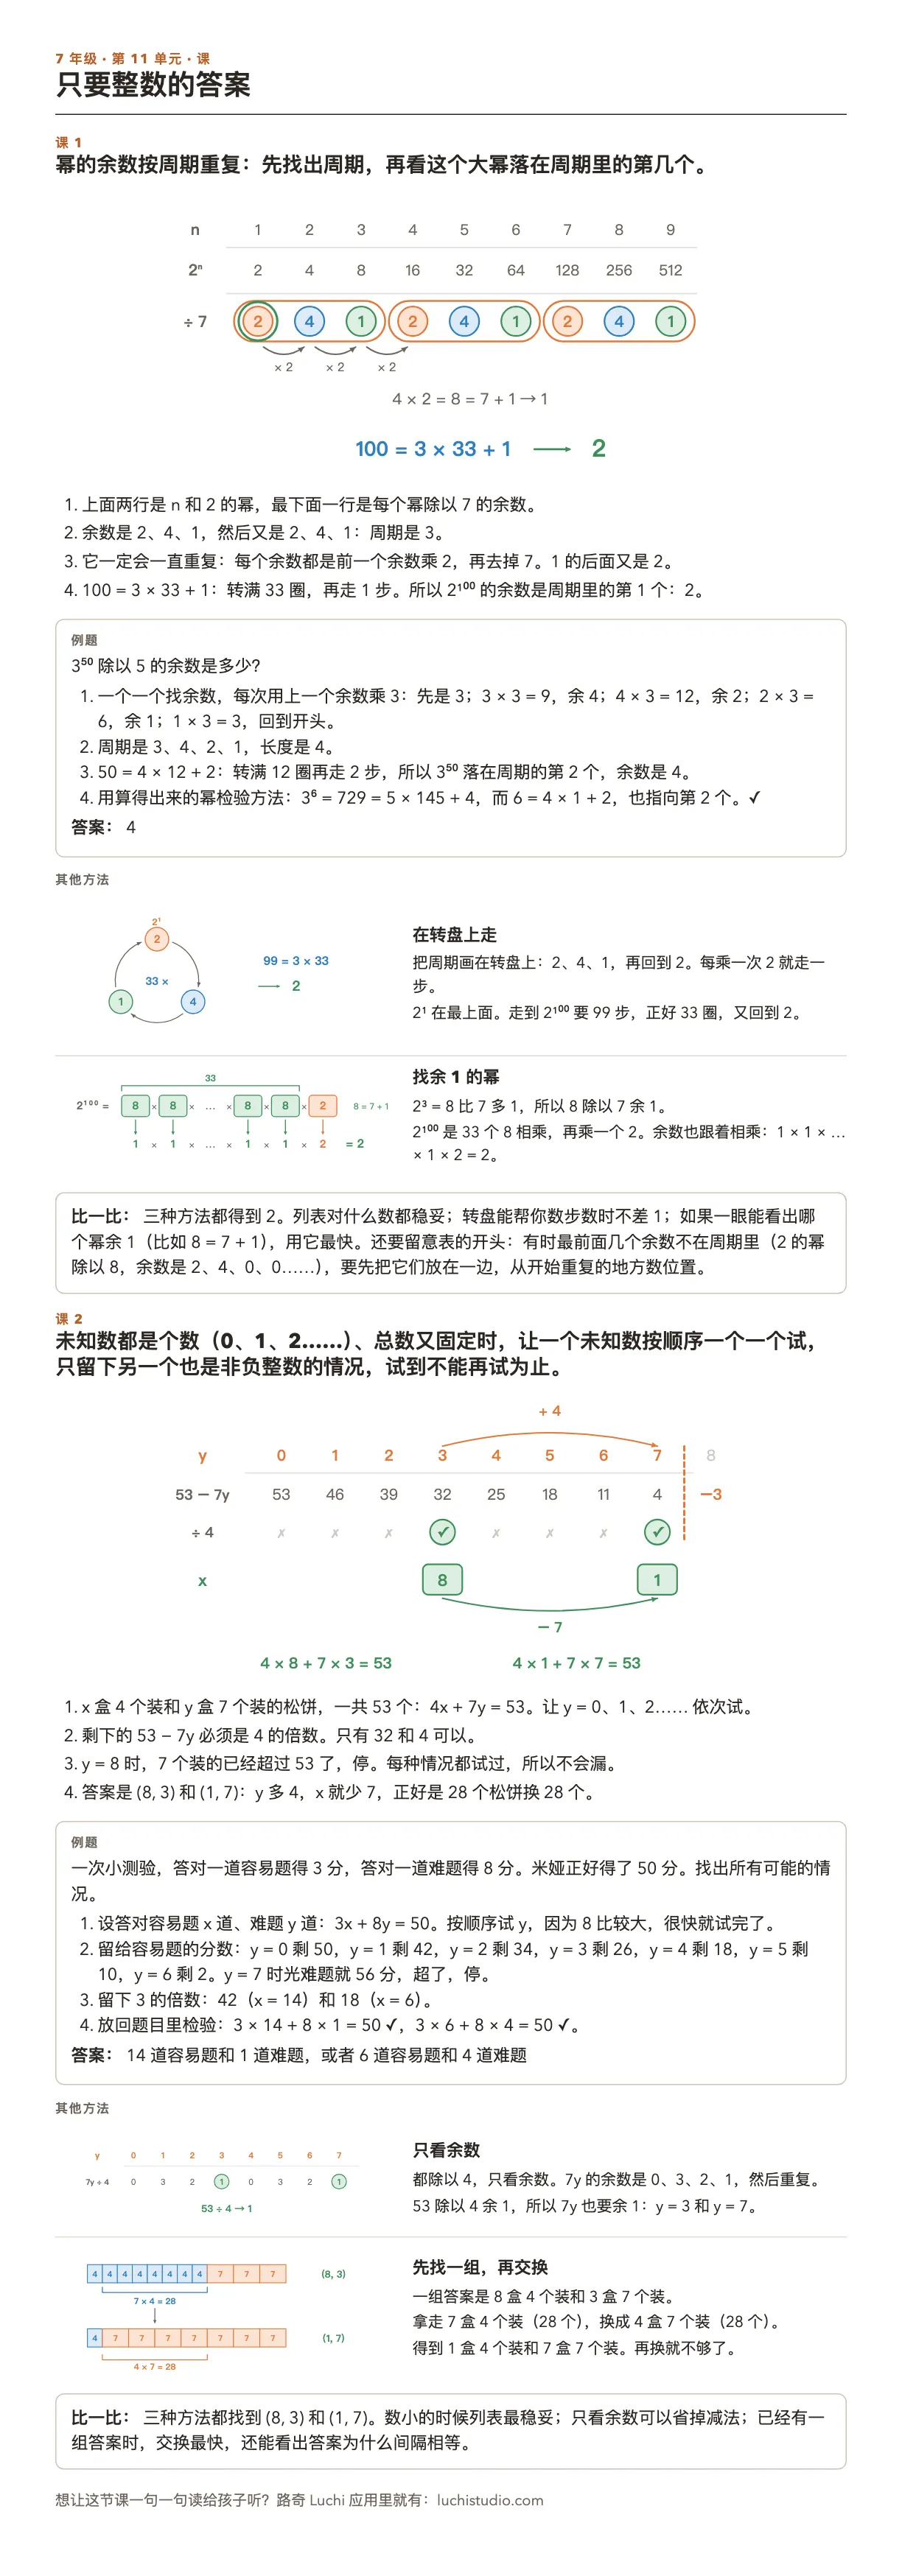 7 年级 · 第 11 单元 · 课
只要整数的答案
课 1
幂的余数按周期重复：先找出周期，再看这个大幂落在周期里的第几个。
n 1 2 3 4 5 6 7 8 9
2ⁿ 2 4 8 16 32 64 128 256 512
÷ 7 2 4 1 2 4 1 2 4 1
× 2 × 2 × 2
4 × 2 = 8 = 7 + 1 → 1
100 = 3 × 33 + 1 → 2
1. 上面两行是 n 和 2 的幂，最下面一行是每个幂除以 7 的余数。
2. 余数是 2、4、1，然后又是 2、4、1：周期是 3。
3. 它一定会一直重复：每个余数都是前一个余数乘 2，再去掉 7。1 的后面又是 2。
4. 100 = 3 × 33 + 1：转满 33 圈，再走 1 步。所以 2¹⁰⁰ 的余数是周期里的第 1 个：2。
例题
3⁵⁰ 除以 5 的余数是多少？
1. 一个一个找余数，每次用上一个余数乘 3：先是 3；3 × 3 = 9，余 4；4 × 3 = 12，余 2；2 × 3 =
6，余 1；1 × 3 = 3，回到开头。
2. 周期是 3、4、2、1，长度是 4。
3. 50 = 4 × 12 + 2：转满 12 圈再走 2 步，所以 3⁵⁰ 落在周期的第 2 个，余数是 4。
4. 用算得出来的幂检验方法：3⁶ = 729 = 5 × 145 + 4，而 6 = 4 × 1 + 2，也指向第 2 个。✓
答案： 4
其他方法
2¹
2
33 ×
1 4
99 = 3 × 33
→ 2
在转盘上走
把周期画在转盘上：2、4、1，再回到 2。每乘一次 2 就走一
步。
2¹ 在最上面。走到 2¹⁰⁰ 要 99 步，正好 33 圈，又回到 2。
33
2¹⁰⁰ = 8 × 8 × … × 8 × 8 × 2 8 = 7 + 1
1 × 1 × … × 1 × 1 × 2 = 2
找余 1 的幂
2³ = 8 比 7 多 1，所以 8 除以 7 余 1。
2¹⁰⁰ 是 33 个 8 相乘，再乘一个 2。余数也跟着相乘：1 × 1 × …
× 1 × 2 = 2。
比一比： 三种方法都得到 2。列表对什么数都稳妥；转盘能帮你数步数时不差 1；如果一眼能看出哪
个幂余 1（比如 8 = 7 + 1），用它最快。还要留意表的开头：有时最前面几个余数不在周期里（2 的幂
除以 8，余数是 2、4、0、0……），要先把它们放在一边，从开始重复的地方数位置。
课 2
未知数都是个数（0、1、2……）、总数又固定时，让一个未知数按顺序一个一个试，
只留下另一个也是非负整数的情况，试到不能再试为止。
+ 4
y 0 1 2 3 4 5 6 7 8
53 − 7y 53 46 39 32 25 18 11 4 −3
÷ 4 ✗ ✗ ✗ ✓ ✗ ✗ ✗ ✓
x 8 1
− 7
4 × 8 + 7 × 3 = 53 4 × 1 + 7 × 7 = 53
1. x 盒 4 个装和 y 盒 7 个装的松饼，一共 53 个：4x + 7y = 53。让 y = 0、1、2…… 依次试。
2. 剩下的 53 − 7y 必须是 4 的倍数。只有 32 和 4 可以。
3. y = 8 时，7 个装的已经超过 53 了，停。每种情况都试过，所以不会漏。
4. 答案是 (8, 3) 和 (1, 7)：y 多 4，x 就少 7，正好是 28 个松饼换 28 个。
例题
一次小测验，答对一道容易题得 3 分，答对一道难题得 8 分。米娅正好得了 50 分。找出所有可能的情
况。
1. 设答对容易题 x 道、难题 y 道：3x + 8y = 50。按顺序试 y，因为 8 比较大，很快就试完了。
2. 留给容易题的分数：y = 0 剩 50，y = 1 剩 42，y = 2 剩 34，y = 3 剩 26，y = 4 剩 18，y = 5 剩
10，y = 6 剩 2。y = 7 时光难题就 56 分，超了，停。
3. 留下 3 的倍数：42（x = 14）和 18（x = 6）。
4. 放回题目里检验：3 × 14 + 8 × 1 = 50 ✓，3 × 6 + 8 × 4 = 50 ✓。
答案： 14 道容易题和 1 道难题，或者 6 道容易题和 4 道难题
其他方法
y 0 1 2 3 4 5 6 7
7y ÷ 4 0 3 2 1 0 3 2 1
53 ÷ 4 → 1
只看余数
都除以 4，只看余数。7y 的余数是 0、3、2、1，然后重复。
53 除以 4 余 1，所以 7y 也要余 1：y = 3 和 y = 7。
4 4 4 4 4 4 4 4 7 7 7 (8, 3)
7 × 4 = 28
4 7 7 7 7 7 7 7 (1, 7)
4 × 7 = 28
先找一组，再交换
一组答案是 8 盒 4 个装和 3 盒 7 个装。
拿走 7 盒 4 个装（28 个），换成 4 盒 7 个装（28 个）。
得到 1 盒 4 个装和 7 盒 7 个装。再换就不够了。
比一比： 三种方法都找到 (8, 3) 和 (1, 7)。数小的时候列表最稳妥；只看余数可以省掉减法；已经有一
组答案时，交换最快，还能看出答案为什么间隔相等。
想让这节课一句一句读给孩子听？路奇 Luchi 应用里就有：luchistudio.com